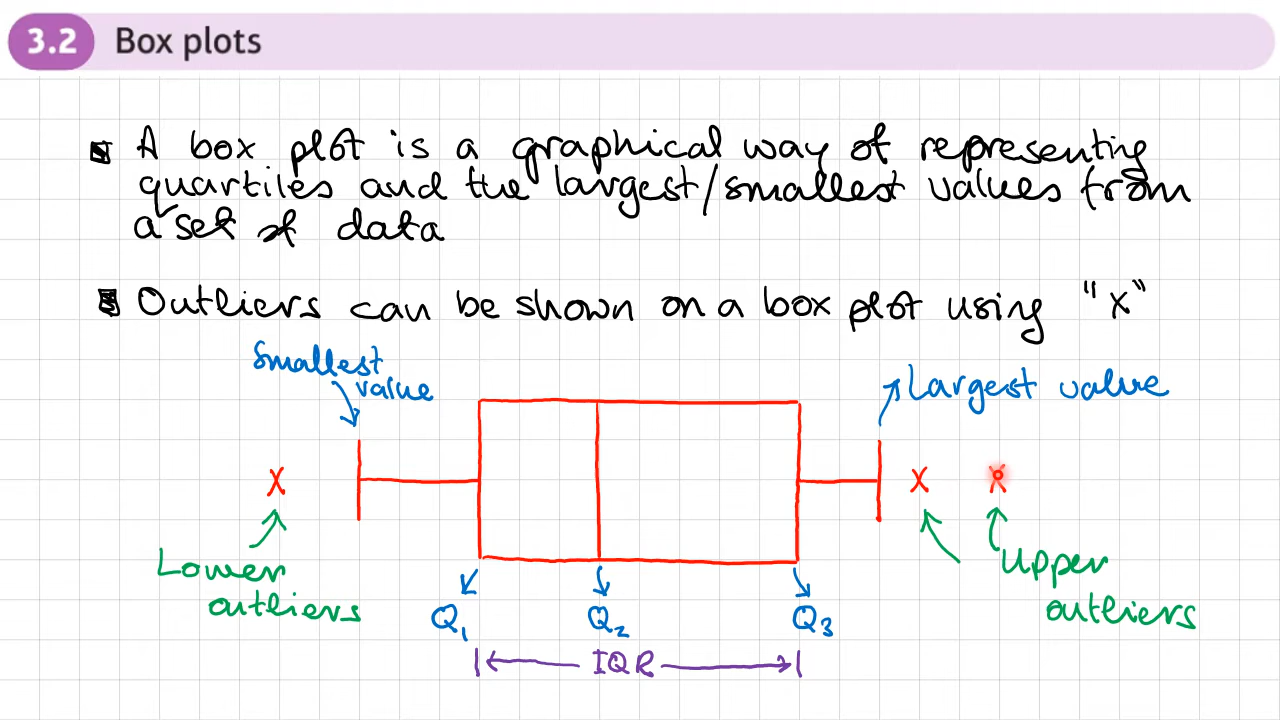 3.2 Box plots
A box plot is a graphical way of representing
quartiles and the largest/smallest values from
a set of data
Outliers can be shown on a box plot using "x"
Smallest
value
Largest value
x x x
Lower
outliers
Upper
outliers
Q1 Q2 Q3
IQR